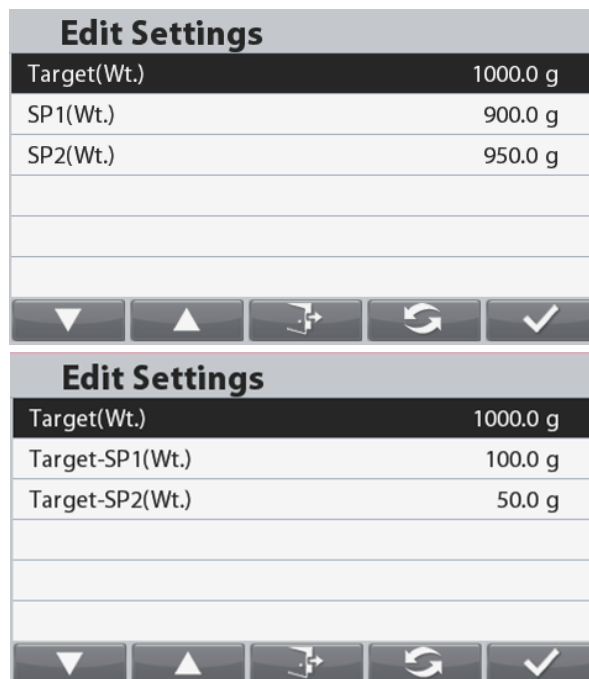 Edit Settings
Target(Wt.) 1000.0 g
SP1(Wt.) 900.0 g
SP2(Wt.) 950.0 g
Edit Settings
Target(Wt.) 1000.0 g
Target-SP1(Wt.) 100.0 g
Target-SP2(Wt.) 50.0 g